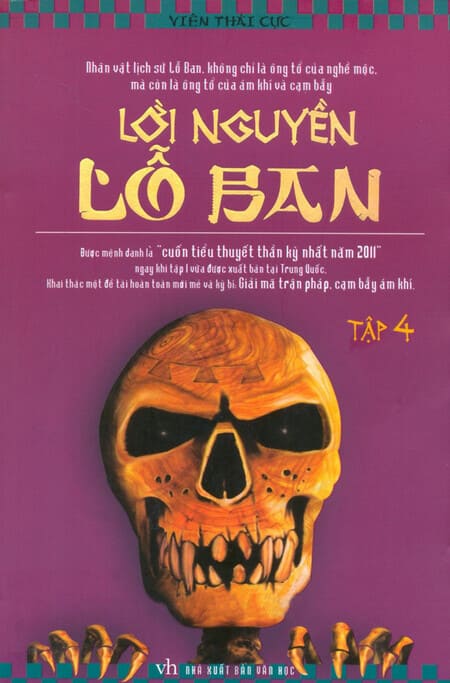 VIÊN THÁI CỰC
Nhân vật lịch sử Lỗ Ban, không chỉ là ông tổ của nghề mộc,
mà còn là ông tổ của ám khí và cạm bẫy
LỜI NGUYỀN
LỖ BAN
Được mệnh danh là "cuốn tiểu thuyết thần kỳ nhất năm 2011"
ngay khi tập I vừa được xuất bản tại Trung Quốc,
Khai thác một đề tài hoàn toàn mới mẻ và kỳ bí: Giải mã trận pháp, cạm bẫy ám khí.
TẬP 4
vh NHÀ XUẤT BẢN VĂN HỌC